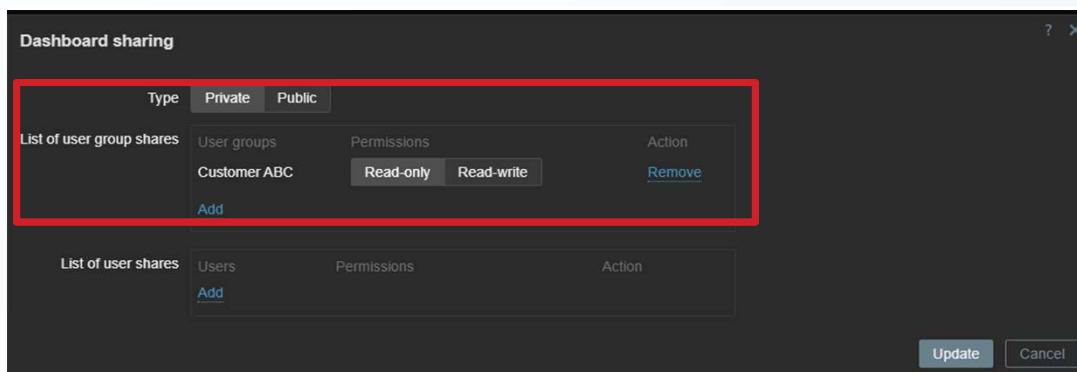 Dashboard sharing
?
Type Private Public
List of user group shares User groups Permissions Action
Customer ABC Read-only Read-write Remove
Add
List of user shares Users Permissions Action
Add
Update Cancel